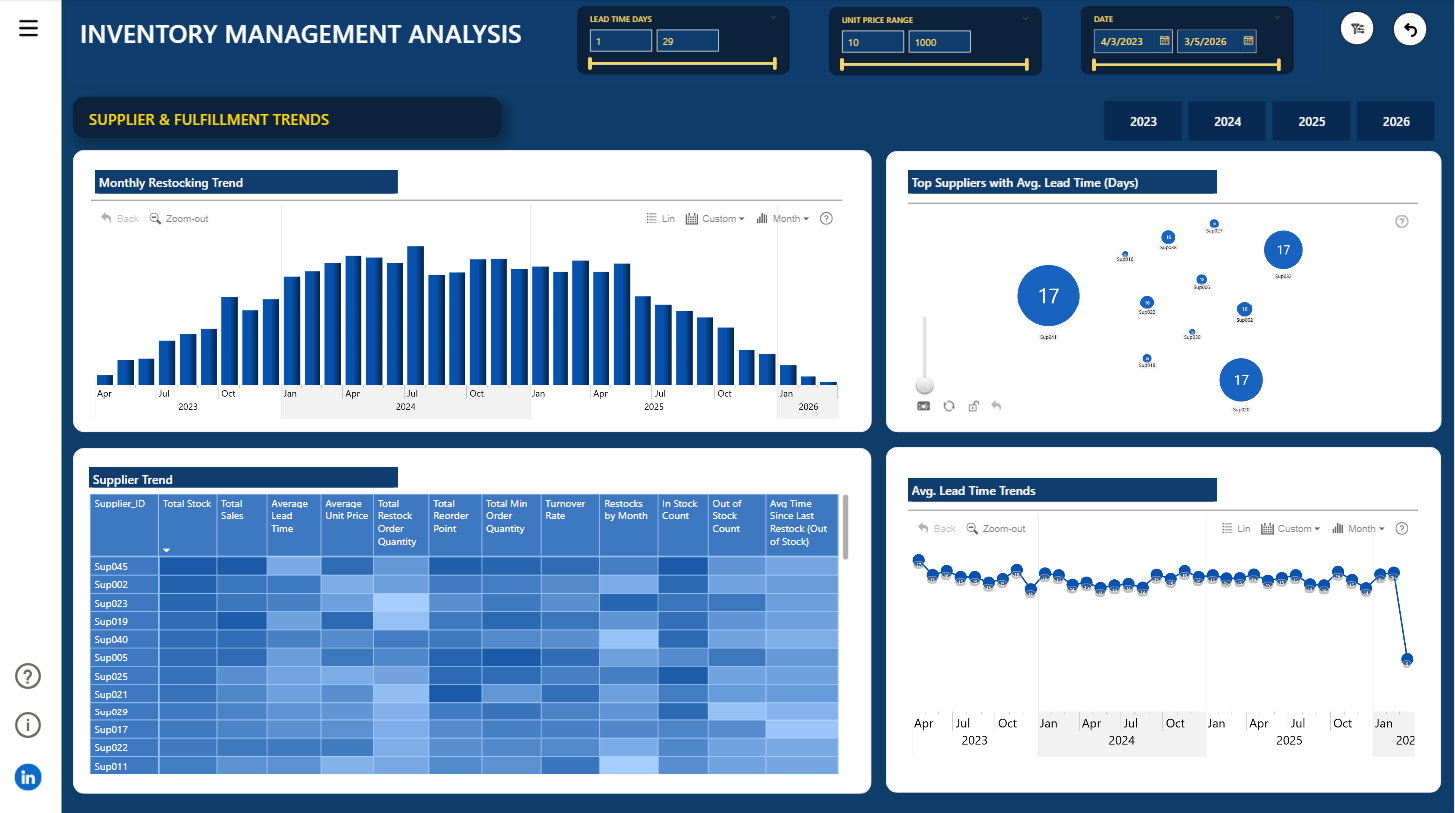 INVENTORY MANAGEMENT ANALYSIS
LEAD TIME DAYS
1
29
UNIT PRICE RANGE
10
1000
DATE
4/3/2023
3/5/2026
SUPPLIER & FULFILLMENT TRENDS
2023
2024
2025
2026
Monthly Restocking Trend
Back
Zoom-out
Lin
Custom
Month
?
Apr
Jul
Oct
Jan
Apr
Jul
Oct
Jan
Apr
Jul
Oct
Jan
2023
2024
2025
2026
Top Suppliers with Avg. Lead Time (Days)
?
17
Sup041
17
17
Sup022
Sup002
Supplier Trend
Supplier_ID
Total Stock
Total
Sales
Average
Lead
Time
Average
Unit Price
Total
Restock
Order
Quantity
Total
Reorder
Point
Total Min
Order
Quantity
Turnover
Rate
Restocks
by Month
In Stock
Count
Out of
Stock
Count
Avq Time
Since Last
Restock (Out
of Stock)
Sup045
Sup002
Sup023
Sup019
Sup040
Sup005
Sup025
Sup021
Sup029
Sup017
Sup022
Sup011
Avg. Lead Time Trends
Back
Zoom-out
Lin
Custom
Month
?
Apr
Jul
Oct
Jan
Apr
Jul
Oct
Jan
Apr
Jul
Oct
Jan
2023
2024
2025
202
?
i
in